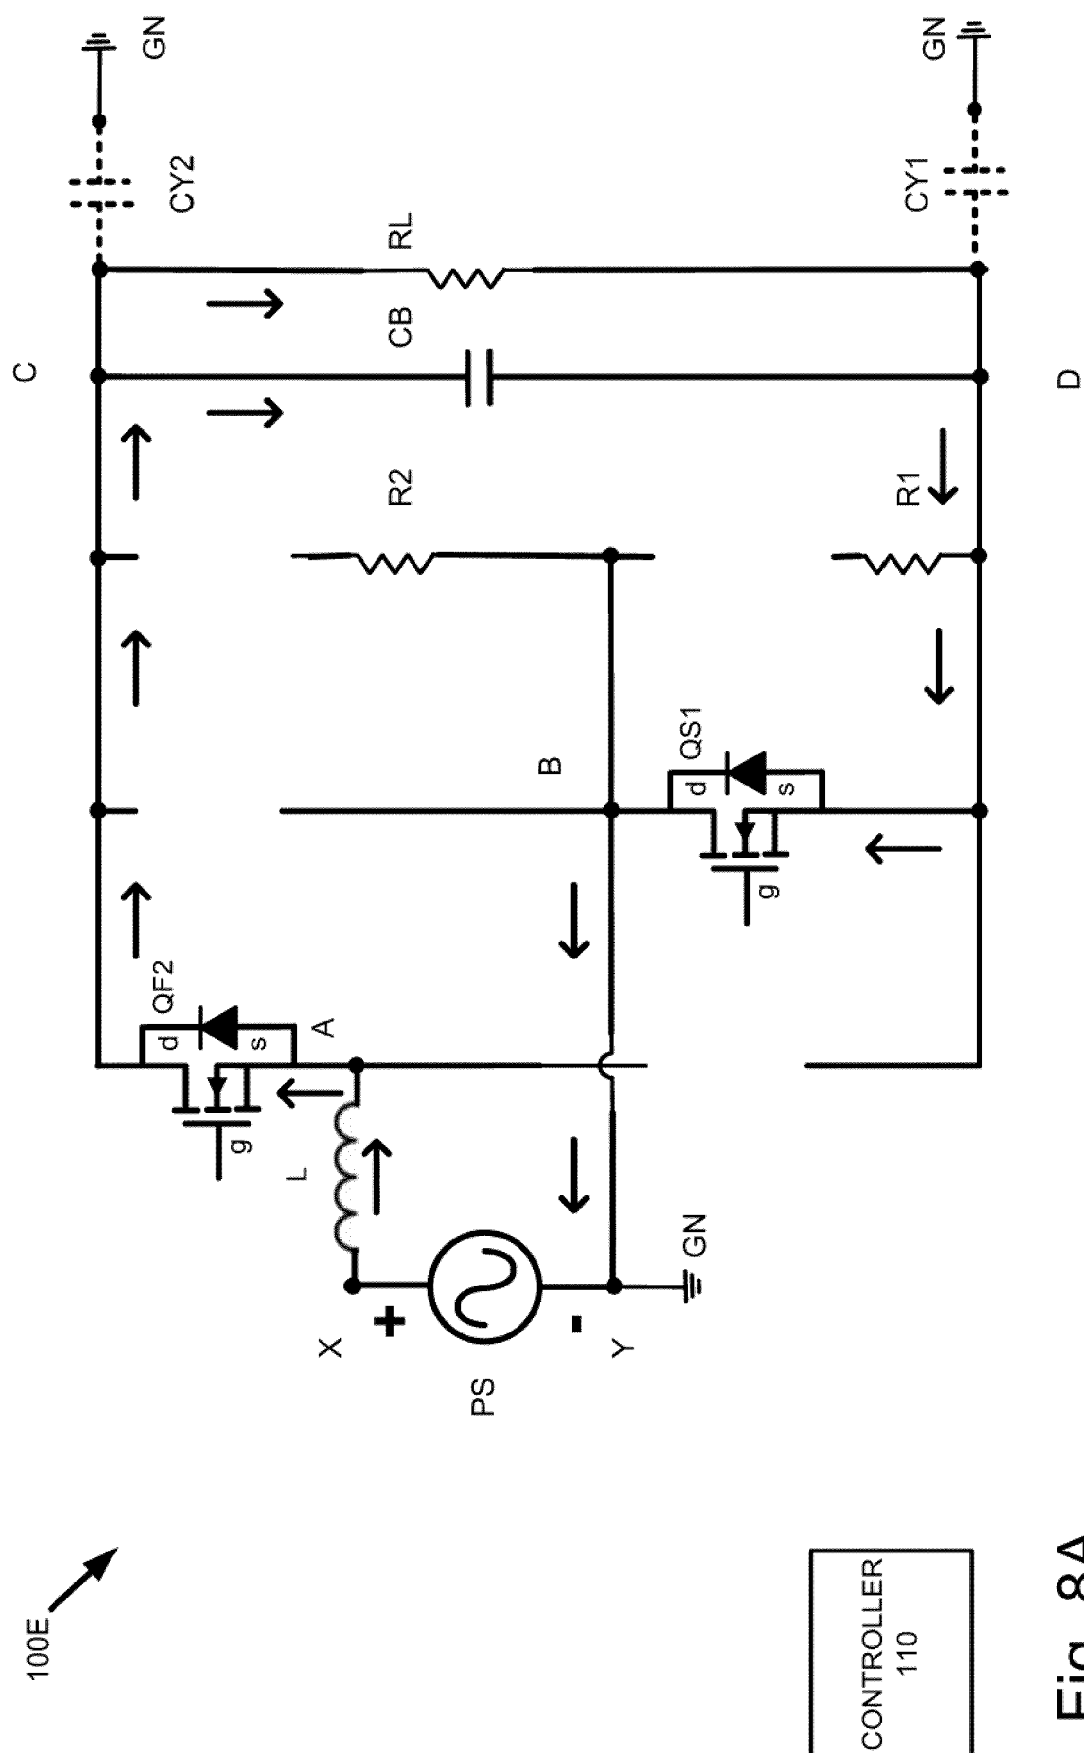 100E
C
GN
CY2
RL
CB
R2
QF2
d
s
g
A
L
X
+
PS
-
Y
GN
B
QS1
d
s
g
R1
CY1
GN
D
CONTROLLER
110
Fig. 8A